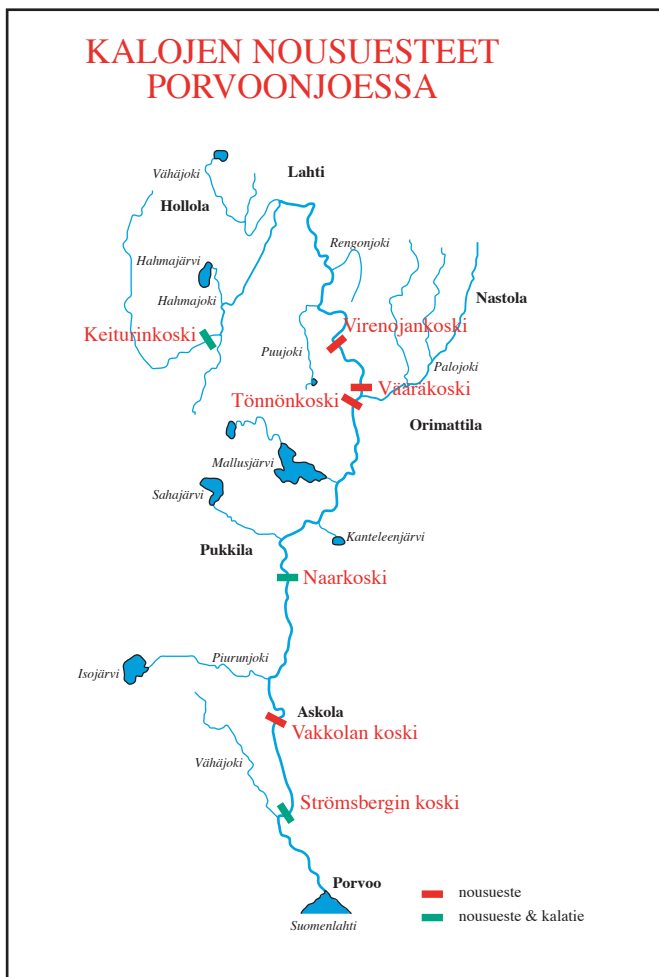 KALOJEN NOUSUESTEET
PORVOONJOESSA
Vähäjoki
Lahti
Hollola
Rengonjoki
Hahmajärvi
Hahmajoki
Nastola
Keiturinkoski
Virenojankoski
Puujoki
Palojoki
Vääräkoski
Tönnönkoski
Orimattila
Mallusjärvi
Sahajärvi
Kanteleenjärvi
Pukkila
Naarkoski
Piurunjoki
Isojärvi
Askola
Vakkolan koski
Vähäjoki
Strömsbergin koski
Porvoo
nousueste
nousueste & kalatie
Suomenlahti